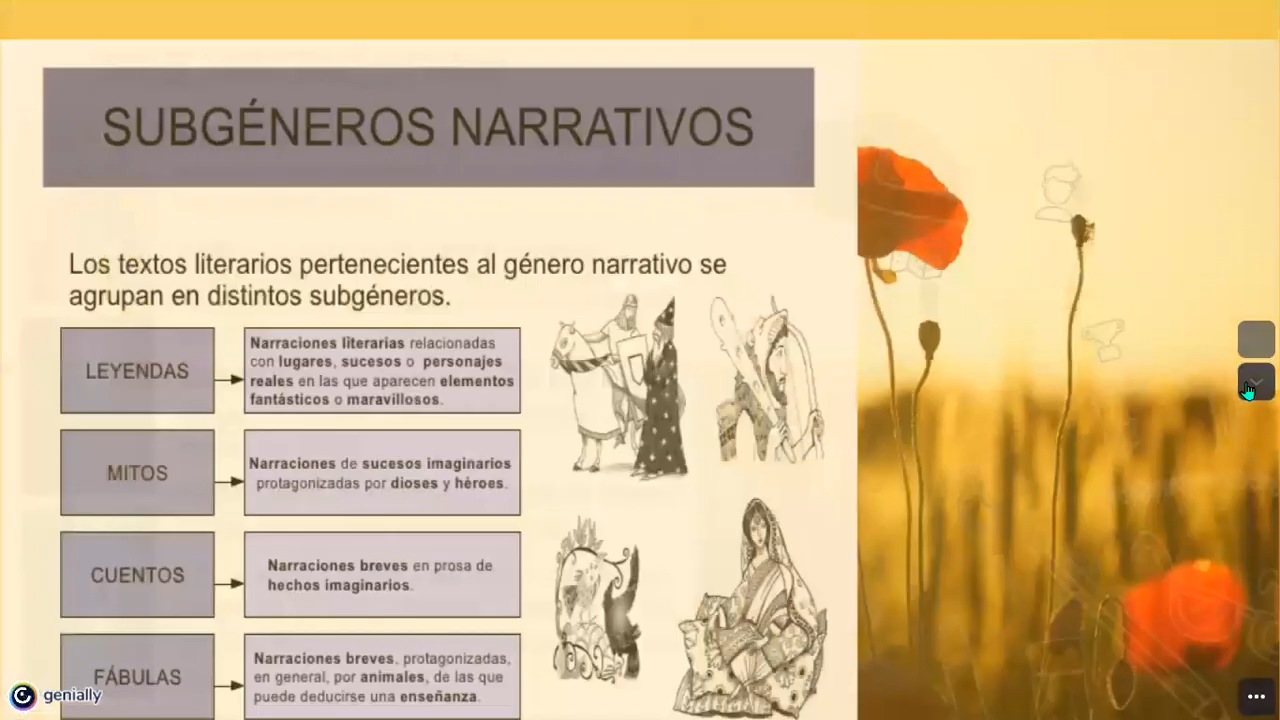 SUBGÉNEROS NARRATIVOS
Los textos literarios pertenecientes al género narrativo se
agrupan en distintos subgéneros.
LEYENDAS
Narraciones literarias relacionadas
con lugares, sucesos o personajes
reales en las que aparecen elementos
fantásticos o maravillosos.
MITOS
Narraciones de sucesos imaginarios
protagonizadas por dioses y héroes.
CUENTOS
Narraciones breves en prosa de
hechos imaginarios.
FÁBULAS
Narraciones breves, protagonizadas,
en general, por animales, de las que
puede deducirse una enseñanza.
genially